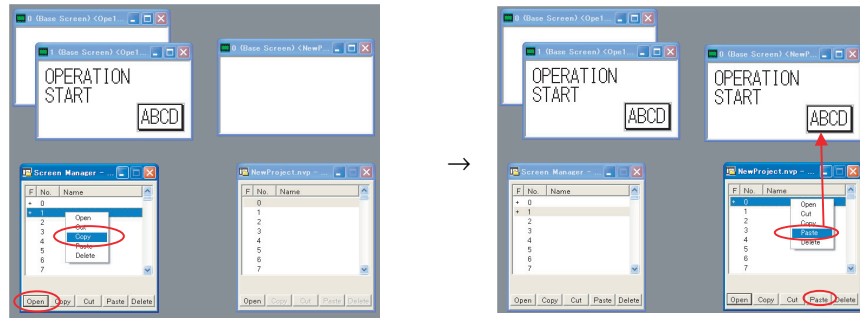 0 (Base Screen) <Ope1...
1 (Base Screen) <Ope1...
OPERATION
START
ABCD
0 (Base Screen) <NewP...
Screen Manager - ...
F No. Name
+ 0
+ 1
2
3
4
5
6
7
Open
Cut
Copy
Paste
Delete
Open Copy Cut Paste Delete
NewProject.nvp - ...
F No. Name
0
1
2
3
4
5
6
7
Open Copy Cut Paste Delete
→
0 (Base Screen) <Ope1...
1 (Base Screen) <Ope1...
OPERATION
START
ABCD
0 (Base Screen) <NewP...
OPERATION
START
ABCD
Screen Manager - ...
F No. Name
+ 0
+ 1
2
3
4
5
6
7
Open Copy Cut Paste Delete
NewProject.nvp - ...
F No. Name
+ 0
1
2
3
4
5
6
7
Open
Cut
Copy
Paste
Delete
Open Copy Cut Paste Delete